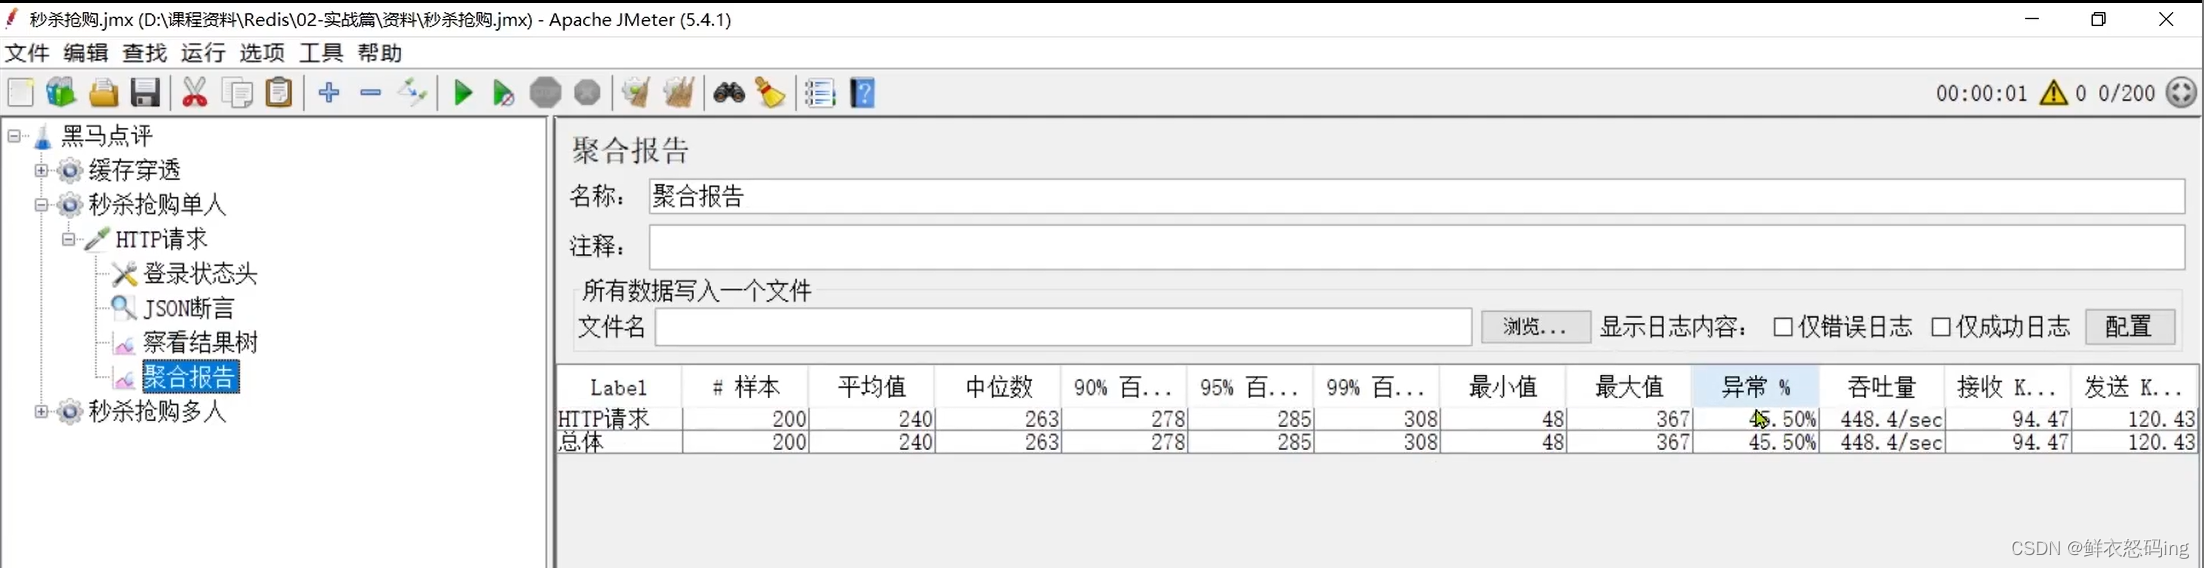 秒杀抢购.jmx (D:\课程资料\Redis\02-实战篇\资料\秒杀抢购.jmx) - Apache JMeter (5.4.1)
文件 编辑 查找 运行 选项 工具 帮助
00:00:01 0 0/200
黑马点评
缓存穿透
秒杀抢购单人
HTTP请求
登录状态头
JSON断言
察看结果树
聚合报告
秒杀抢购多人
聚合报告
名称： 聚合报告
注释：
所有数据写入一个文件
文件名 浏览... 显示日志内容： 仅错误日志 仅成功日志 配置
Label # 样本 平均值 中位数 90% 百... 95% 百... 99% 百... 最小值 最大值 异常 % 吞吐量 接收 K... 发送 K...
HTTP请求 200 240 263 278 285 308 48 367 45.50% 448.4/sec 94.47 120.43
总体 200 240 263 278 285 308 48 367 45.50% 448.4/sec 94.47 120.43
CSDN @鲜衣怒码ing